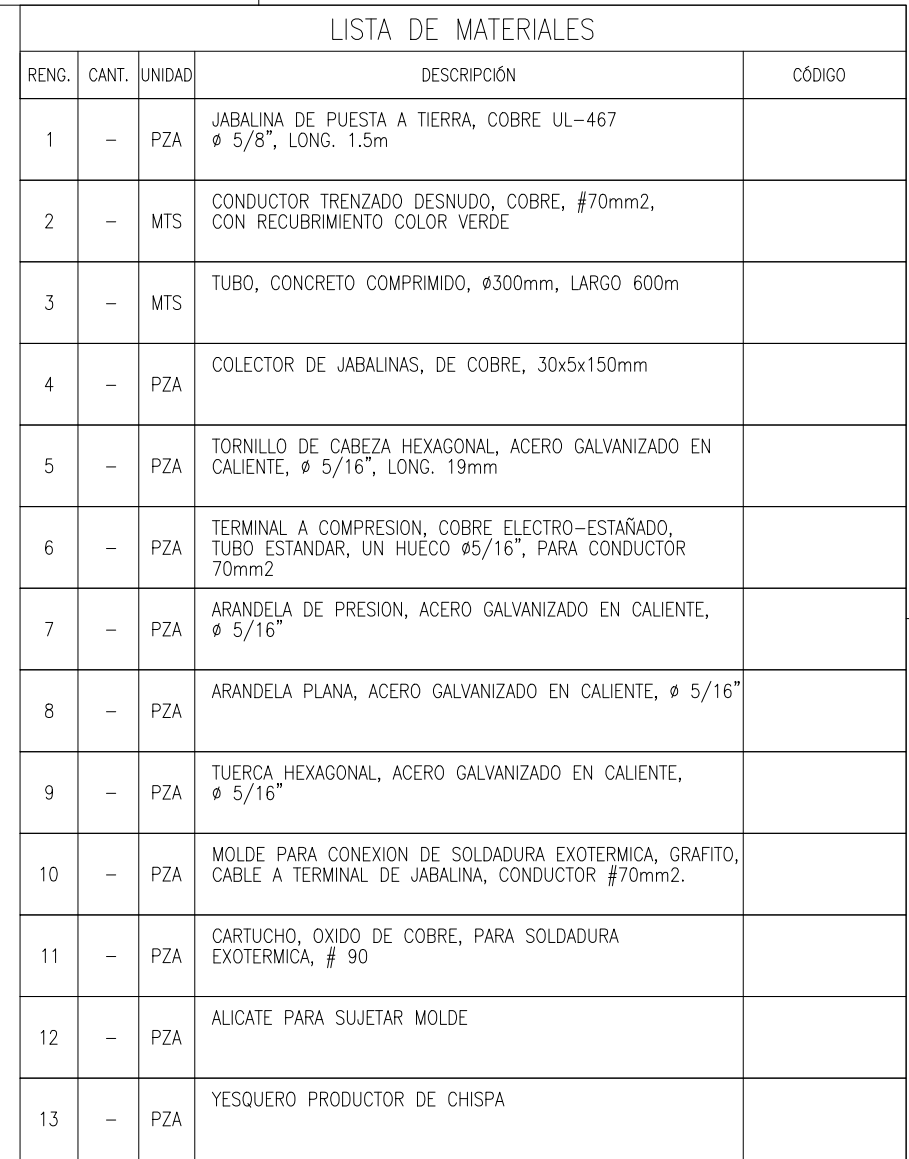 LISTA DE MATERIALES
RENG. CANT. UNIDAD DESCRIPCIÓN CÓDIGO
1 – PZA JABALINA DE PUESTA A TIERRA, COBRE UL–467
ø 5/8", LONG. 1.5m
2 – MTS CONDUCTOR TRENZADO DESNUDO, COBRE, #70mm2,
CON RECUBRIMIENTO COLOR VERDE
3 – MTS TUBO, CONCRETO COMPRIMIDO, ø300mm, LARGO 600m
4 – PZA COLECTOR DE JABALINAS, DE COBRE, 30x5x150mm
5 – PZA TORNILLO DE CABEZA HEXAGONAL, ACERO GALVANIZADO EN
CALIENTE, ø 5/16", LONG. 19mm
6 – PZA TERMINAL A COMPRESION, COBRE ELECTRO–ESTAÑADO,
TUBO ESTANDAR, UN HUECO ø5/16", PARA CONDUCTOR
70mm2
7 – PZA ARANDELA DE PRESION, ACERO GALVANIZADO EN CALIENTE,
ø 5/16"
8 – PZA ARANDELA PLANA, ACERO GALVANIZADO EN CALIENTE, ø 5/16"
9 – PZA TUERCA HEXAGONAL, ACERO GALVANIZADO EN CALIENTE,
ø 5/16"
10 – PZA MOLDE PARA CONEXION DE SOLDADURA EXOTERMICA, GRAFITO,
CABLE A TERMINAL DE JABALINA, CONDUCTOR #70mm2.
11 – PZA CARTUCHO, OXIDO DE COBRE, PARA SOLDADURA
EXOTERMICA, # 90
12 – PZA ALICATE PARA SUJETAR MOLDE
13 – PZA YESQUERO PRODUCTOR DE CHISPA